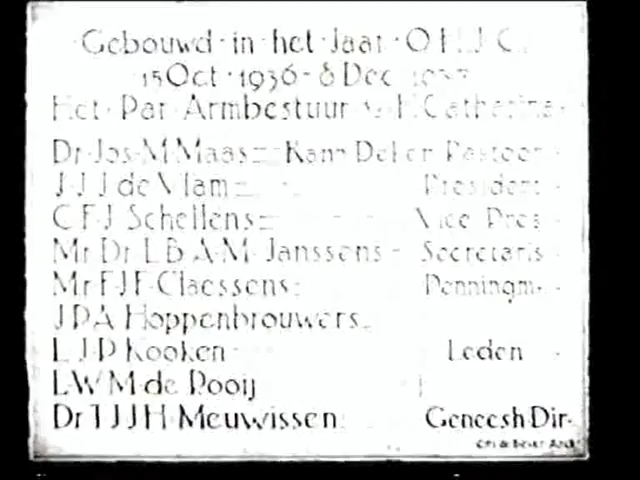 Gebouwd · in · het · Jaar · O · H · J · C ·
15 Oct · 1936 - 8 Dec 1937
Het · Par · Armbestuur v · H. Catharina ·
Dr · Jos · M · Maas = Kan · Deken Pastoor ·
J · J · J de Vlam = President ·
C · F · J · Schellens = Vice Pres ·
Mr · Dr · L · B · A · M · Janssens - Secretaris ·
Mr F · J · F · Claessens : Penningm ·
J · P · A Hoppenbrouwers
L · J · P Kooken Leden ·
L · W · M · de Rooij
Dr J J J H · Meuwissen Geneesh · Dir ·